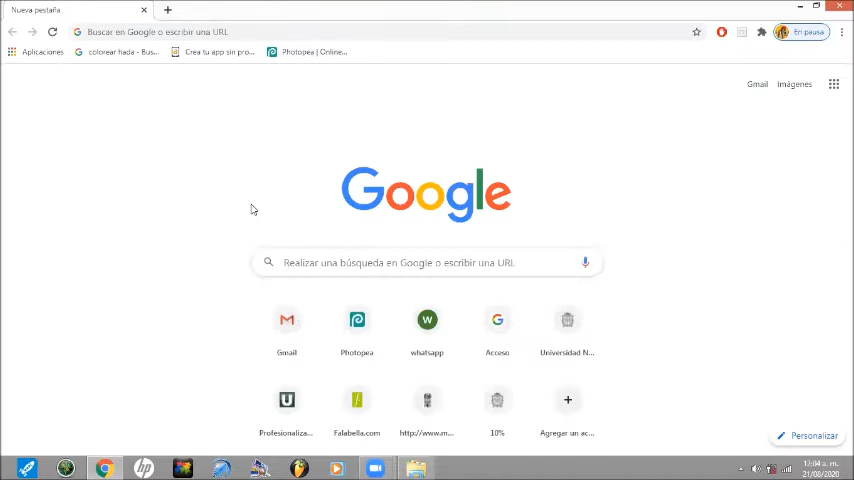 Nueva pestaña
Buscar en Google o escribir una URL
En pausa
Aplicaciones
colorear hada - Bus...
Crea tu app sin pro...
Photopea | Online...
Gmail
Imágenes
Google
Realizar una búsqueda en Google o escribir una URL
Gmail
Photopea
whatsapp
Acceso
Universidad N...
Profesionaliza...
Falabella.com
http://www.m...
10%
Agregar un ac...
Personalizar
12:04 a. m.
21/08/2020